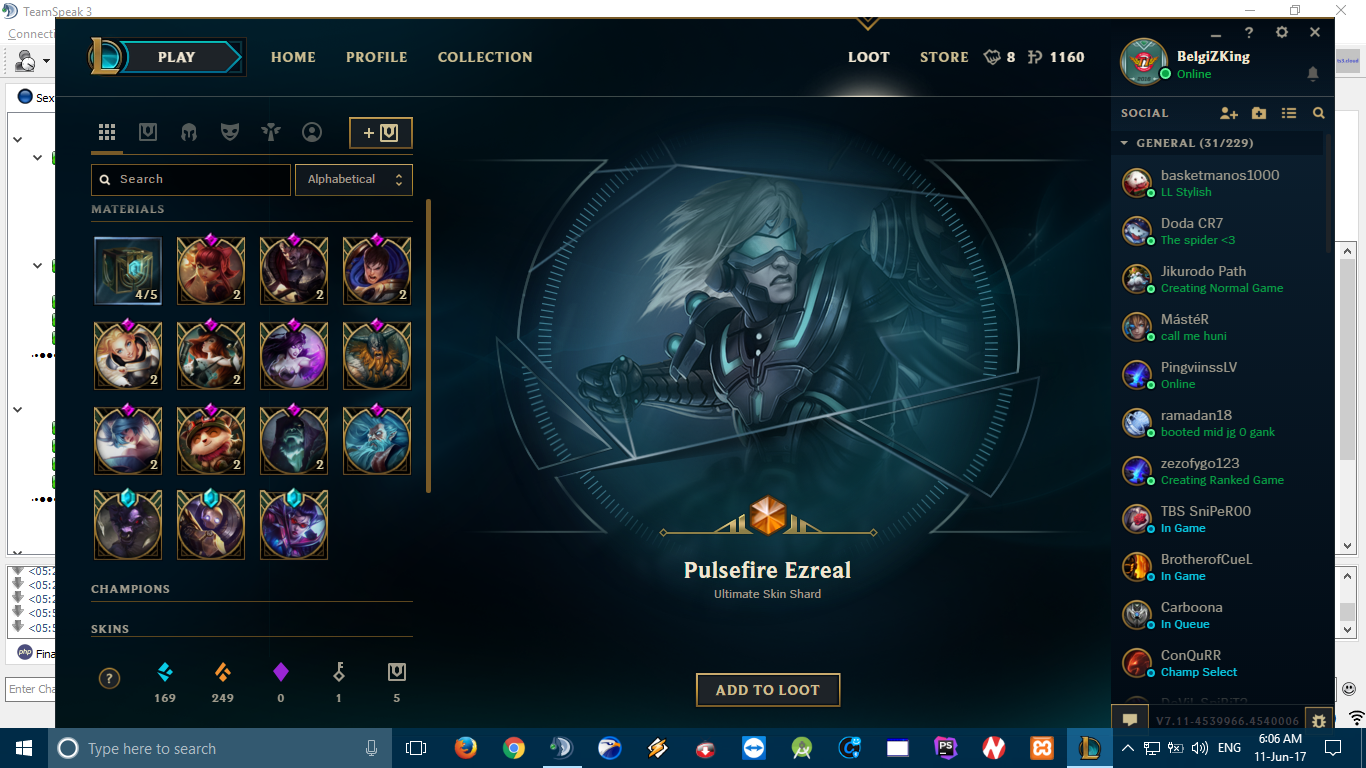 TeamSpeak 3
Connecti
PLAY
HOME
PROFILE
COLLECTION
LOOT
STORE
8
1160
BelgiZKing
Online
Sex
SOCIAL
GENERAL (31/229)
Search
Alphabetical
MATERIALS
4/5
2
2
2
2
2
2
2
2
CHAMPIONS
SKINS
?
169
249
0
1
5
Pulsefire Ezreal
Ultimate Skin Shard
ADD TO LOOT
basketmanos1000
LL Stylish
Doda CR7
The spider <3
Jikurodo Path
Creating Normal Game
MástéR
call me huni
PingviinssLV
Online
ramadan18
booted mid jg 0 gank
zezofygo123
Creating Ranked Game
TBS SniPeR00
In Game
BrotherofCueL
In Game
Carboona
In Queue
ConQuRR
Champ Select
V7.11-4539966.4540006
<05:2
<05:2
<05:2
<05:5
<05:5
php
Fina
Enter Cha
Type here to search
PS
ENG
6:06 AM
11-Jun-17